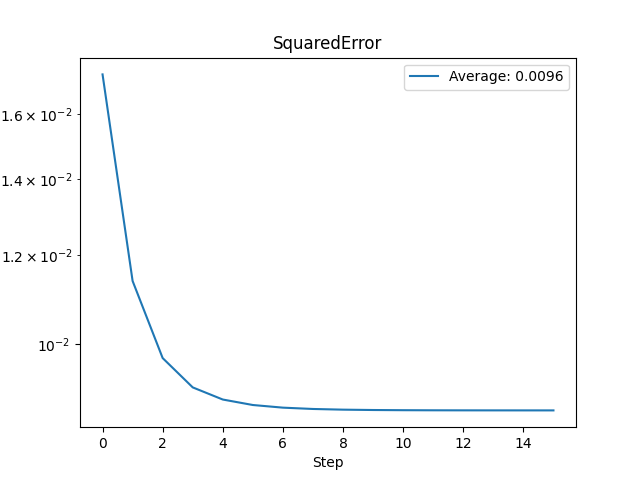 SquaredError
Average: 0.0096
1.6 × 10⁻²
1.4 × 10⁻²
1.2 × 10⁻²
10⁻²
0 2 4 6 8 10 12 14
Step